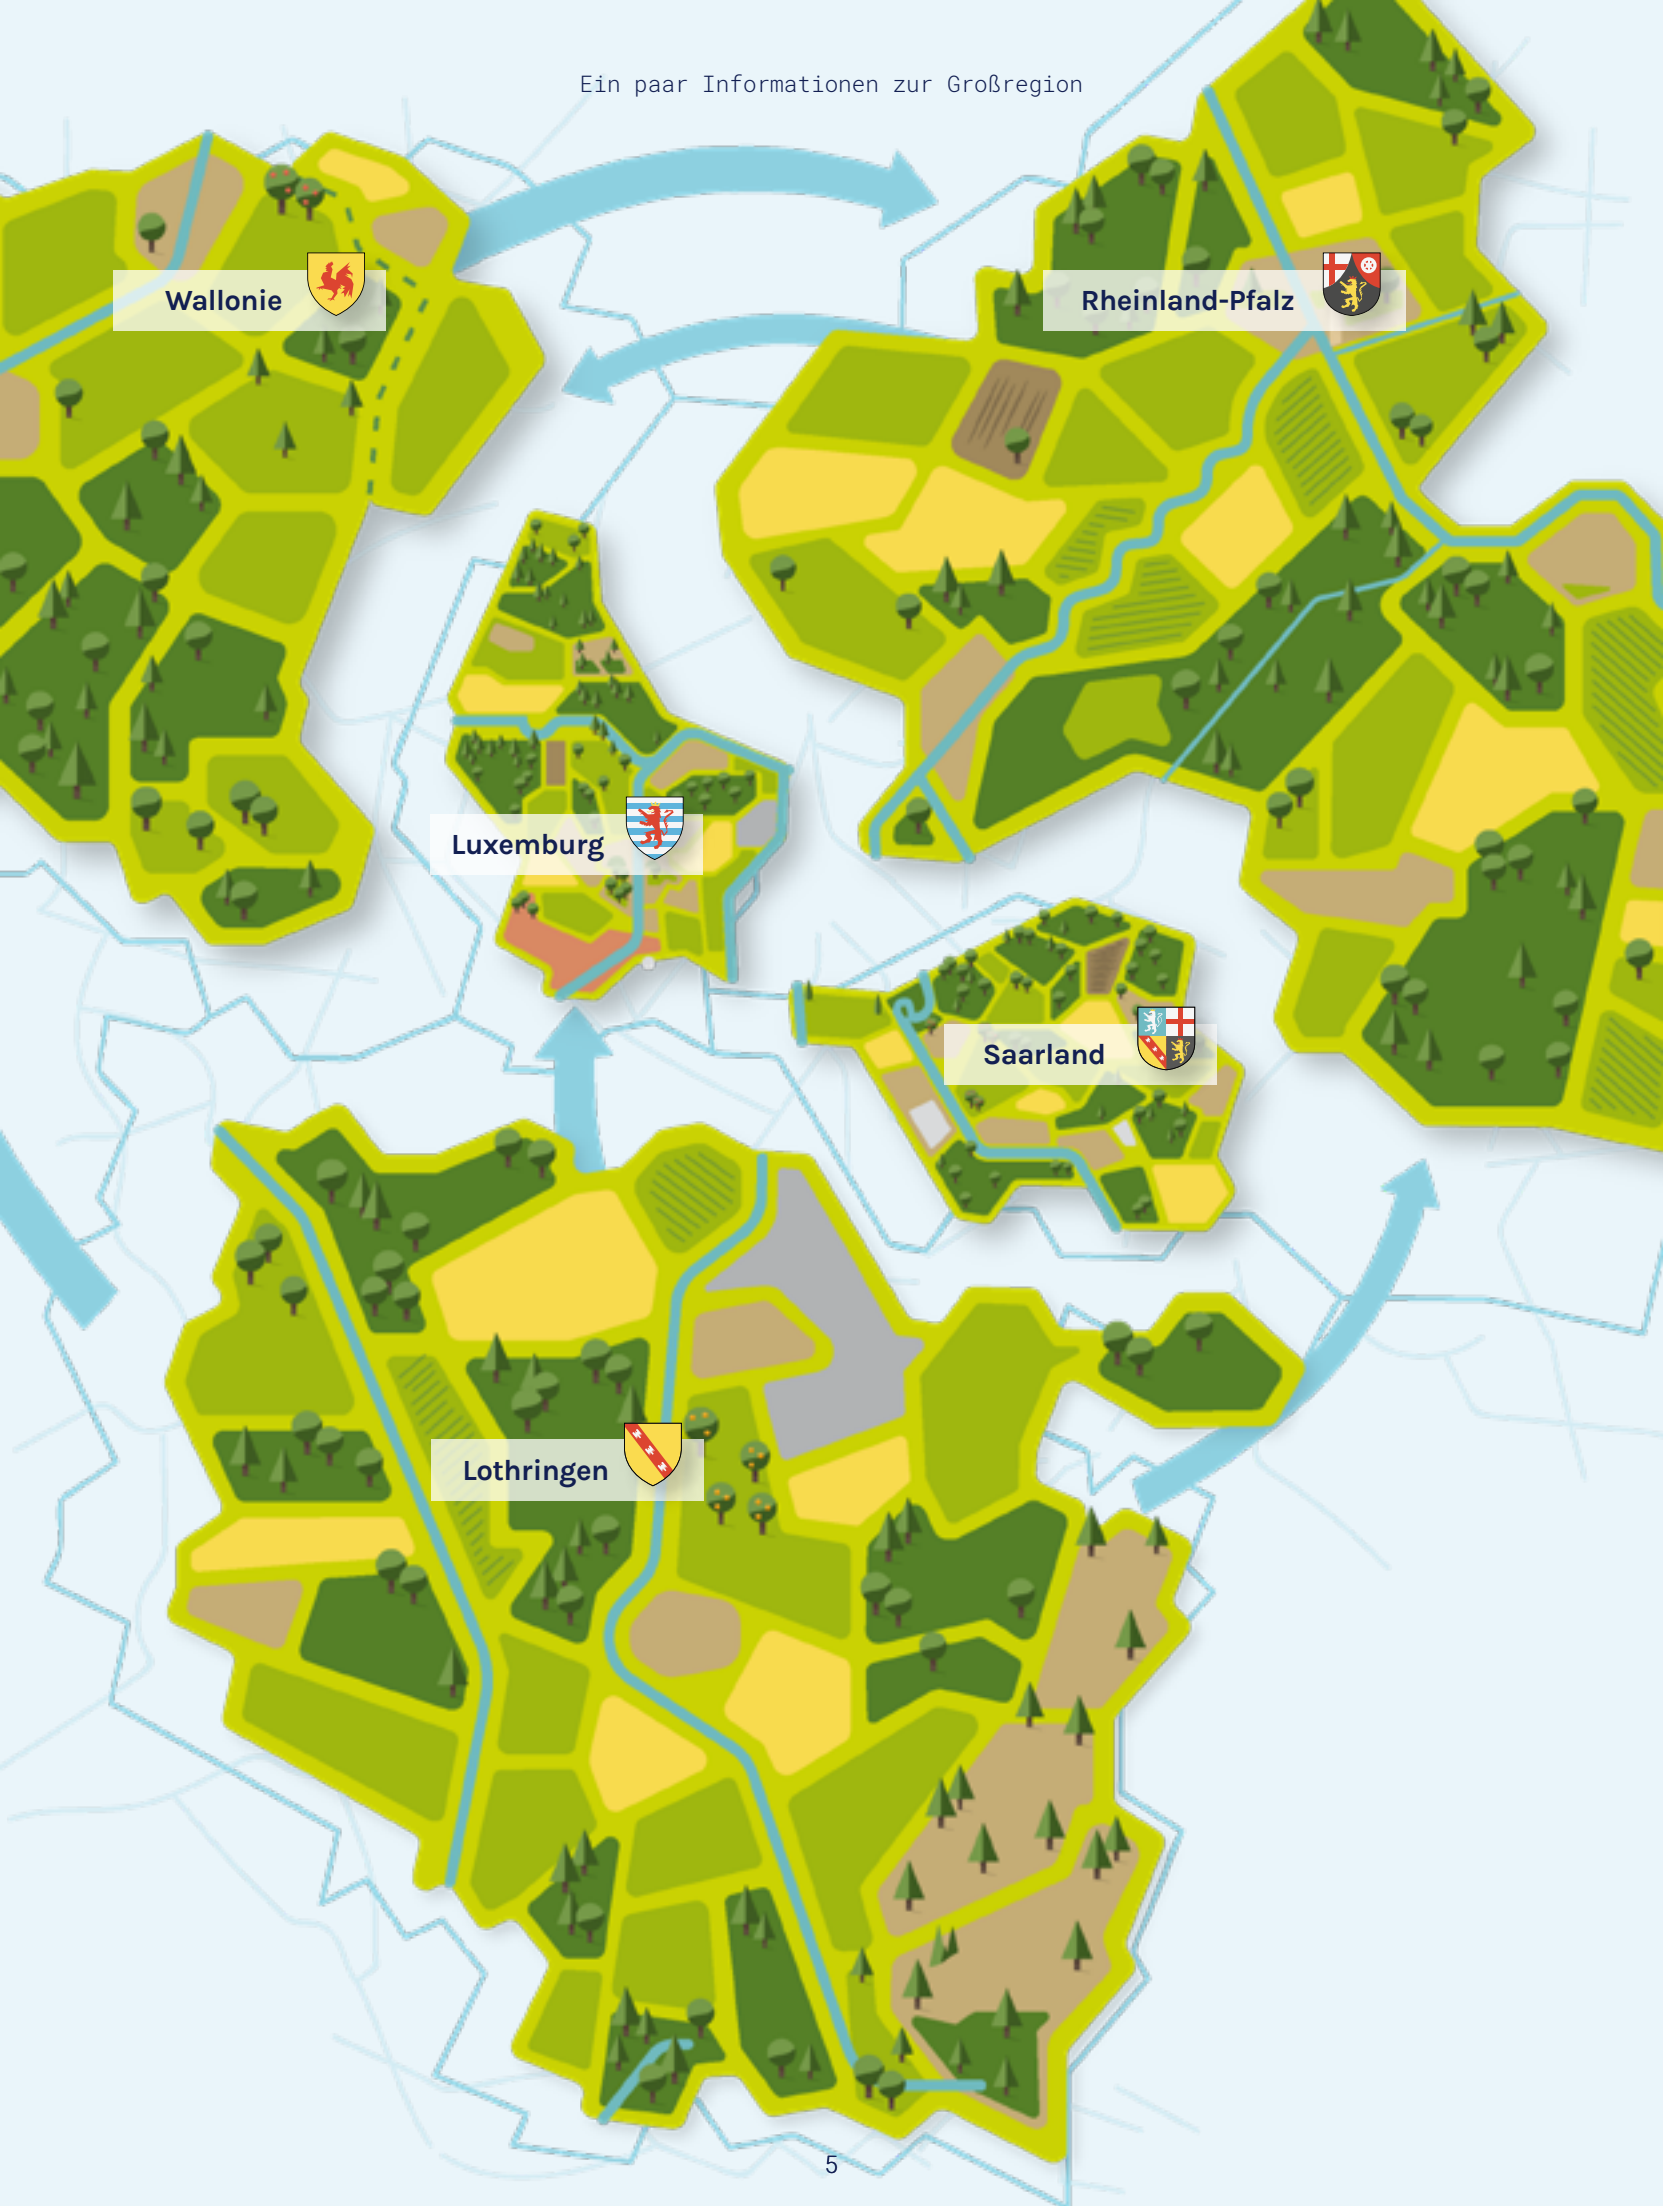 Ein paar Informationen zur Großregion
Wallonie
Rheinland-Pfalz
Luxemburg
Saarland
Lothringen
5